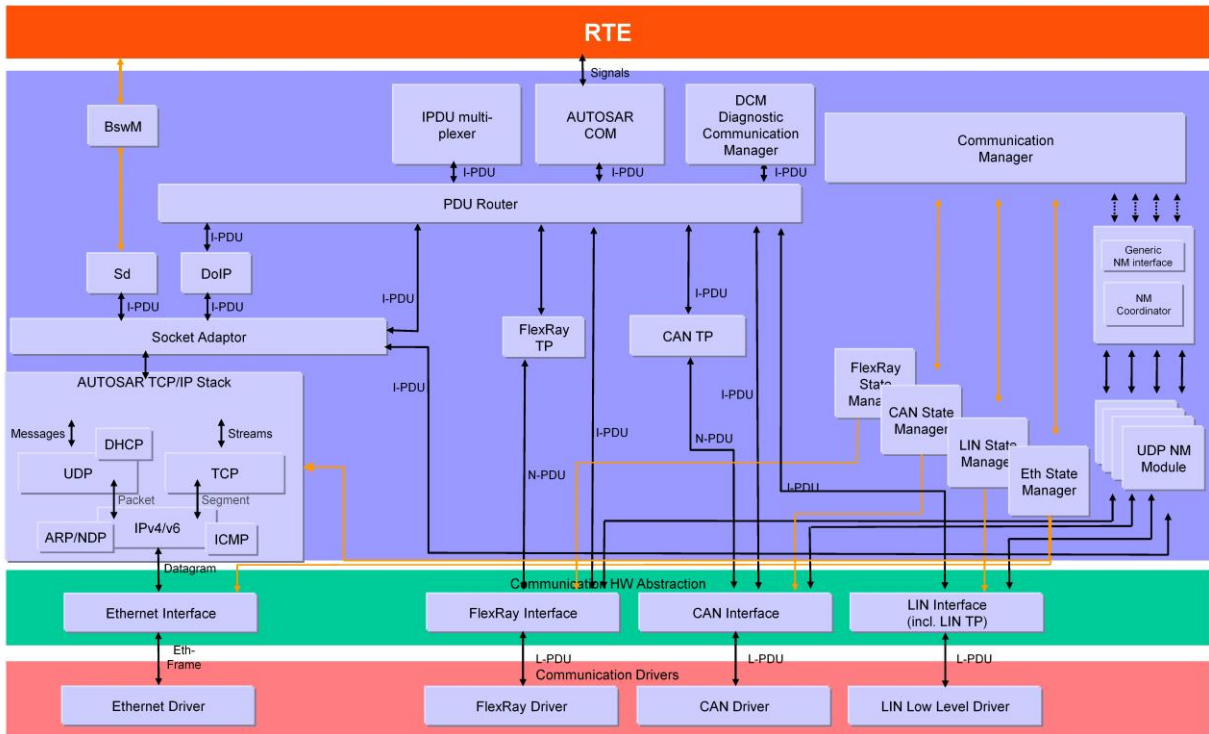 RTE
Signals
BswM
IPDU multi-
plexer
AUTOSAR
COM
DCM
Diagnostic
Communication
Manager
Communication
Manager
I-PDU
I-PDU
I-PDU
PDU Router
I-PDU
Sd
DoIP
Generic
NM interface
NM
Coordinator
I-PDU
I-PDU
I-PDU
I-PDU
Socket Adaptor
FlexRay
TP
CAN TP
AUTOSAR TCP/IP Stack
I-PDU
I-PDU
FlexRay
State
Manag
CAN State
Manager
LIN State
Manage
Eth State
Manager
UDP NM
Module
Messages
DHCP
Streams
I-PDU
N-PDU
UDP
TCP
N-PDU
I-PDU
Packet
Segment
IPv4/v6
ARP/NDP
ICMP
Datagram
Communication HW Abstraction
Ethernet Interface
FlexRay Interface
CAN Interface
LIN Interface
(incl. LIN TP)
Eth-
Frame
L-PDU
L-PDU
L-PDU
Communication Drivers
Ethernet Driver
FlexRay Driver
CAN Driver
LIN Low Level Driver